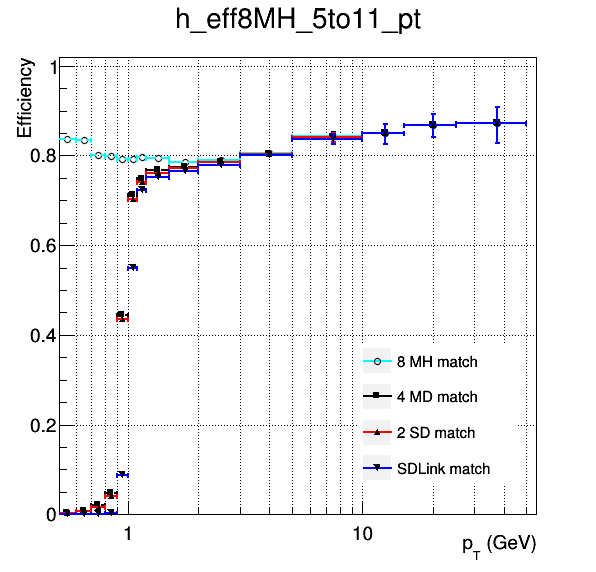 h_eff8MH_5to11_pt
Efficiency
1
0.8
0.6
0.4
0.2
0
8 MH match
4 MD match
2 SD match
SDLink match
1
10
p_T (GeV)